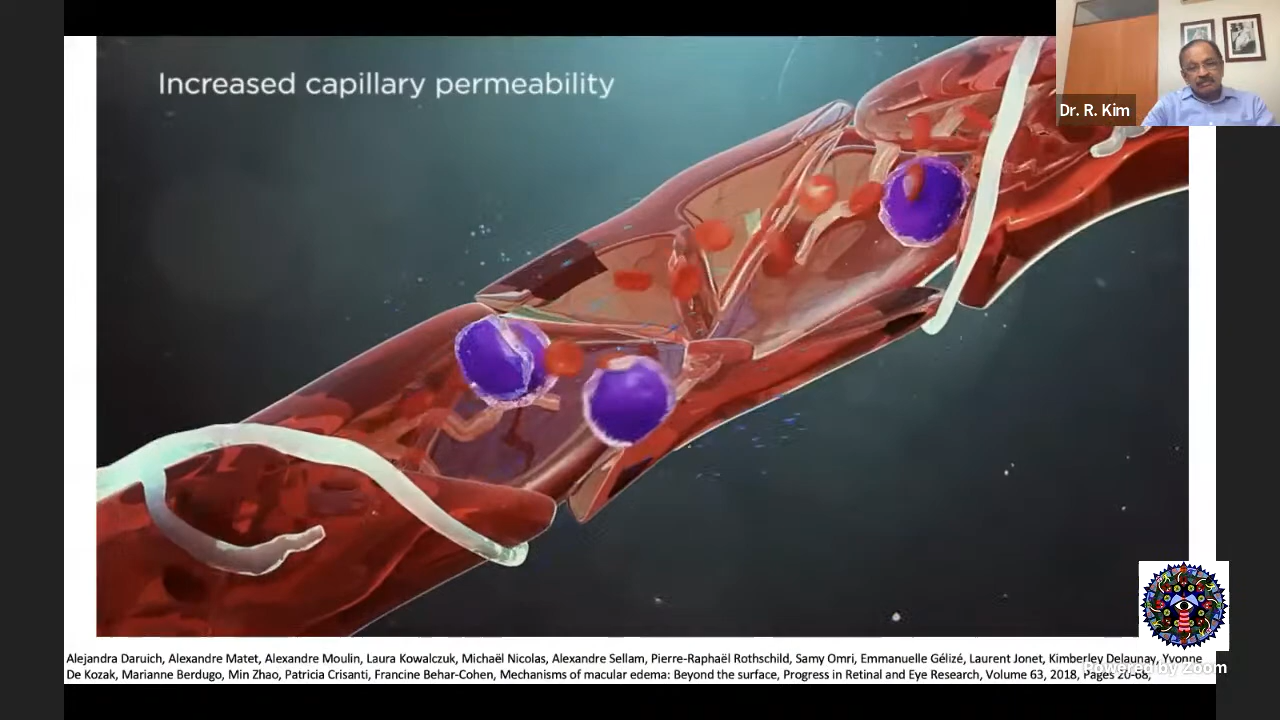 Increased capillary permeability
Dr. R. Kim
Alejandra Daruich, Alexandre Matet, Alexandre Moulin, Laura Kowalczuk, Michaël Nicolas, Alexandre Sellam, Pierre-Raphaël Rothschild, Samy Omri, Emmanuelle Gélizé, Laurent Jonet, Kimberley Delaunay, Yvonne
De Kozak, Marianne Berdugo, Min Zhao, Patricia Crisanti, Francine Behar-Cohen, Mechanisms of macular edema: Beyond the surface, Progress in Retinal and Eye Research, Volume 63, 2018, Pages 20-68,
Powered by Zoom